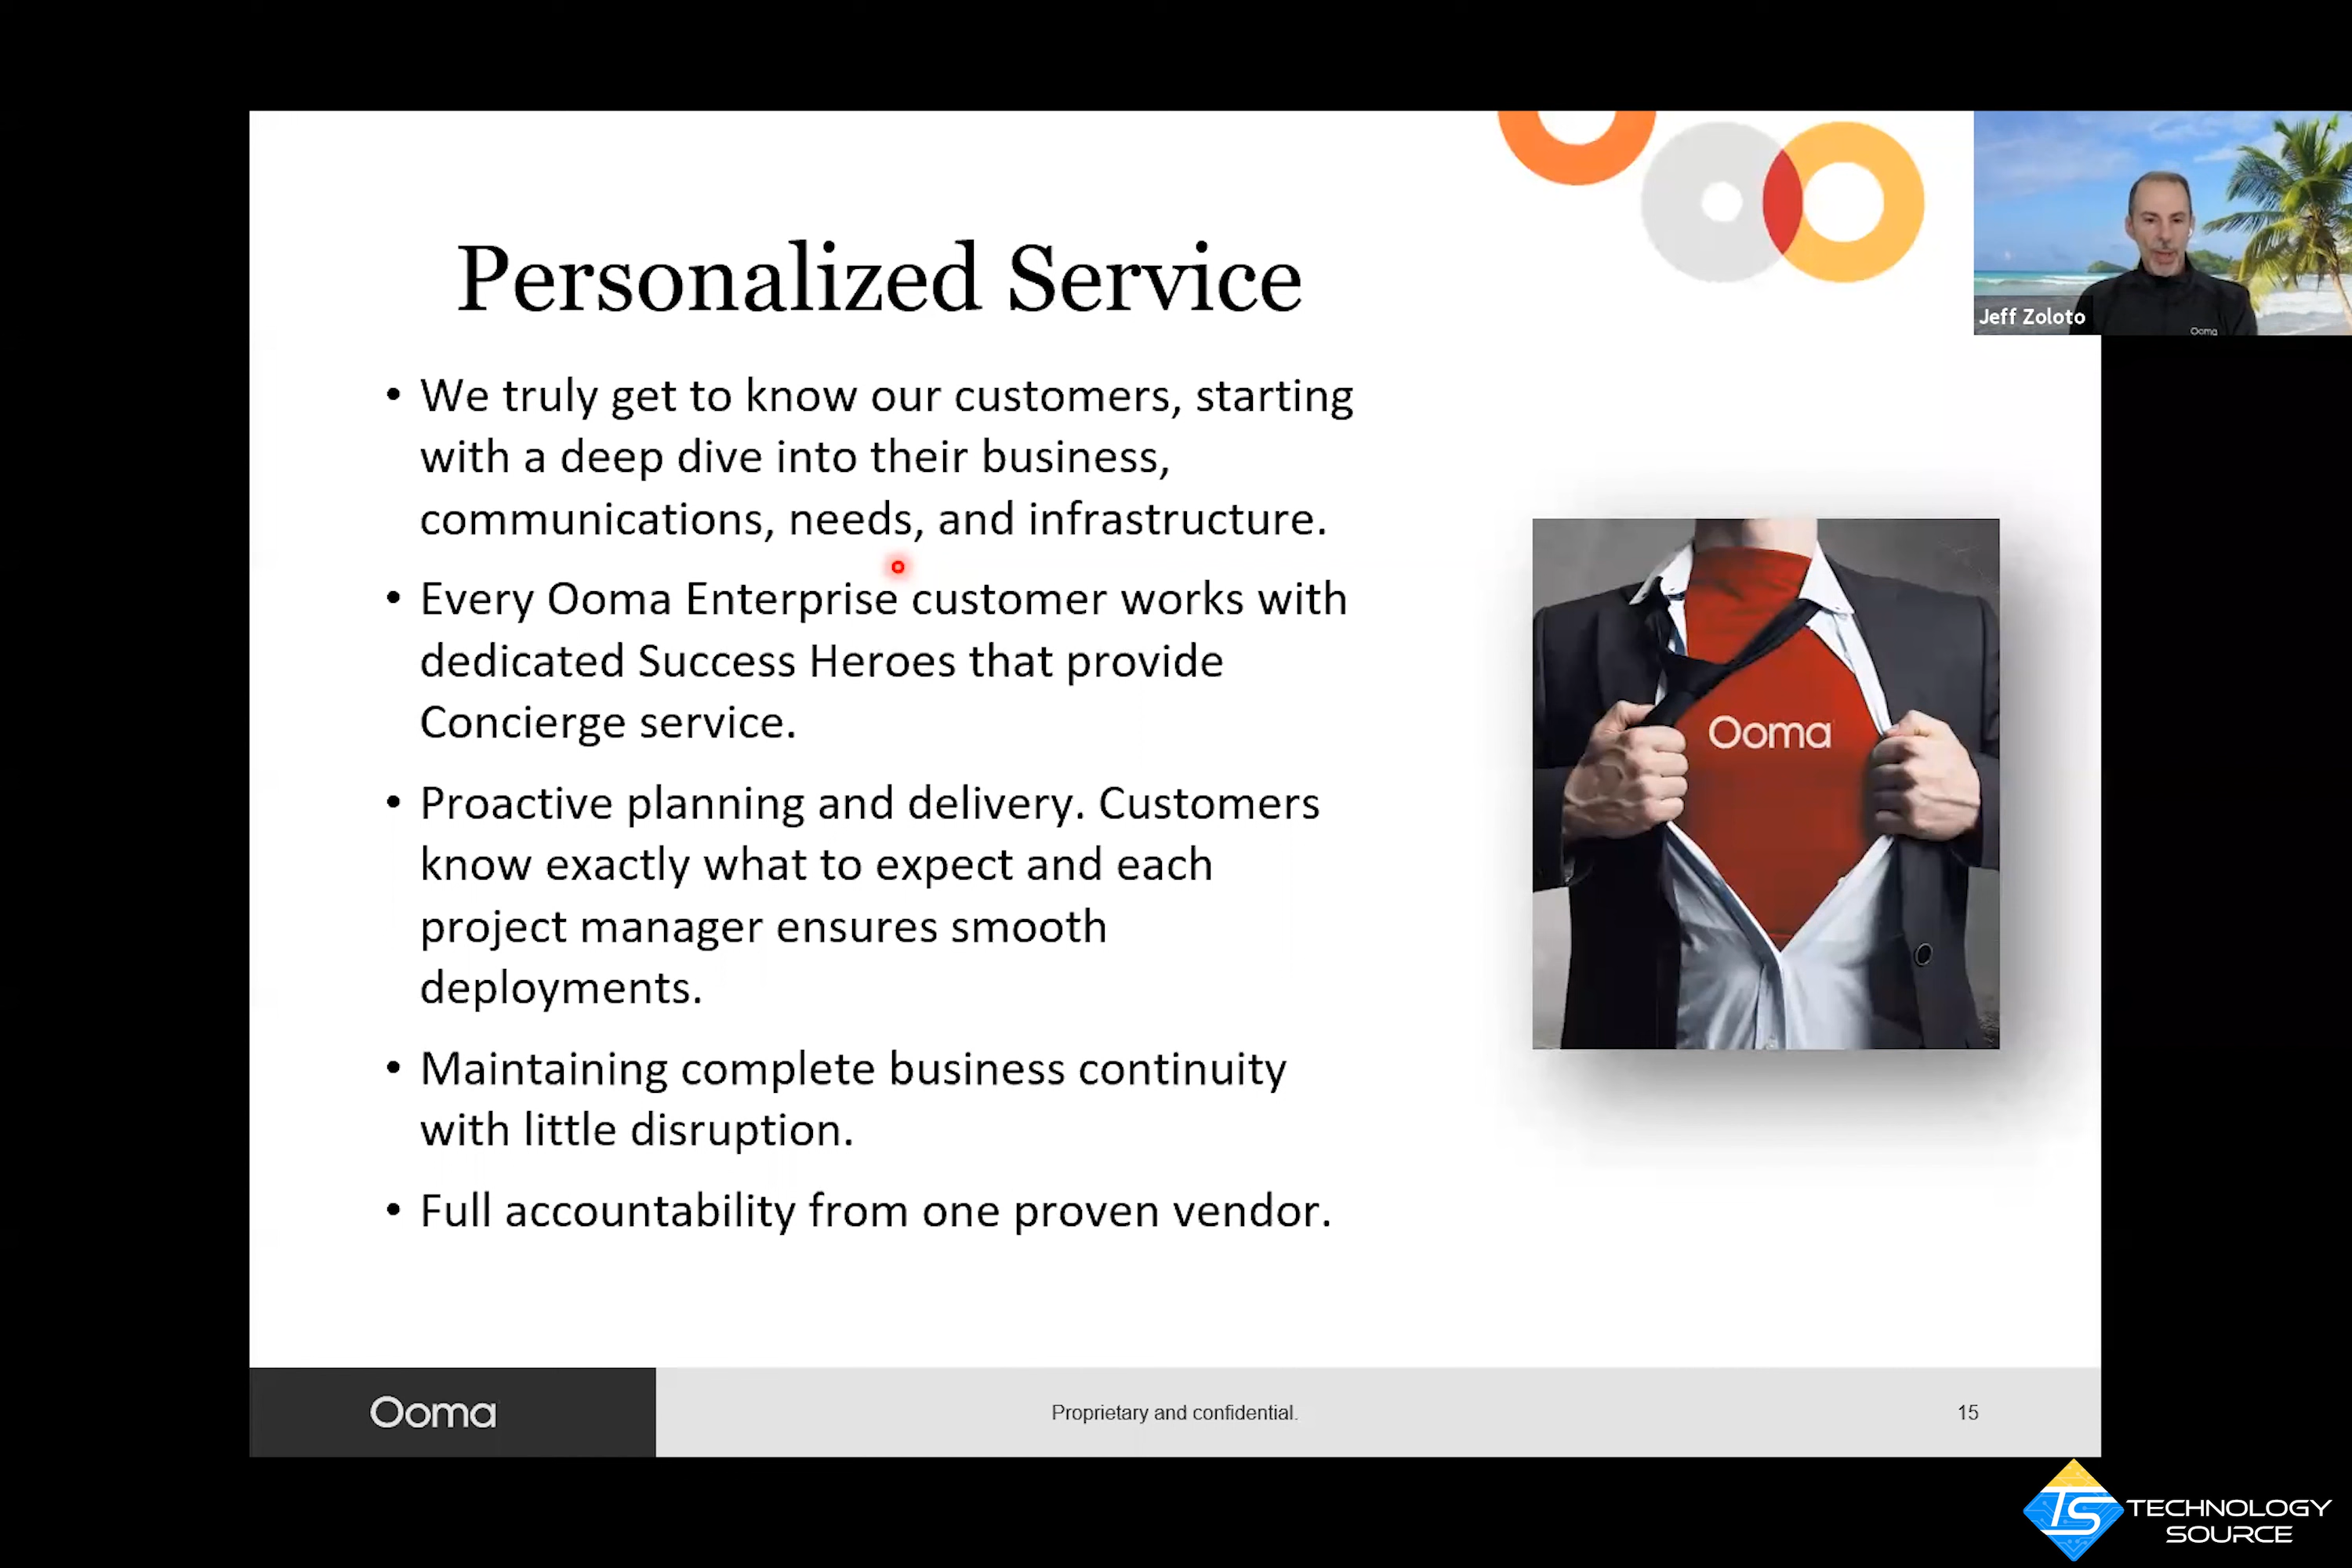 Personalized Service
Jeff Zoloto
Ooma
• We truly get to know our customers, starting
with a deep dive into their business,
communications, needs, and infrastructure.
• Every Ooma Enterprise customer works with
dedicated Success Heroes that provide
Concierge service.
• Proactive planning and delivery. Customers
know exactly what to expect and each
project manager ensures smooth
deployments.
• Maintaining complete business continuity
with little disruption.
• Full accountability from one proven vendor.
Ooma
Ooma
Proprietary and confidential.
15
TS
TECHNOLOGY
SOURCE